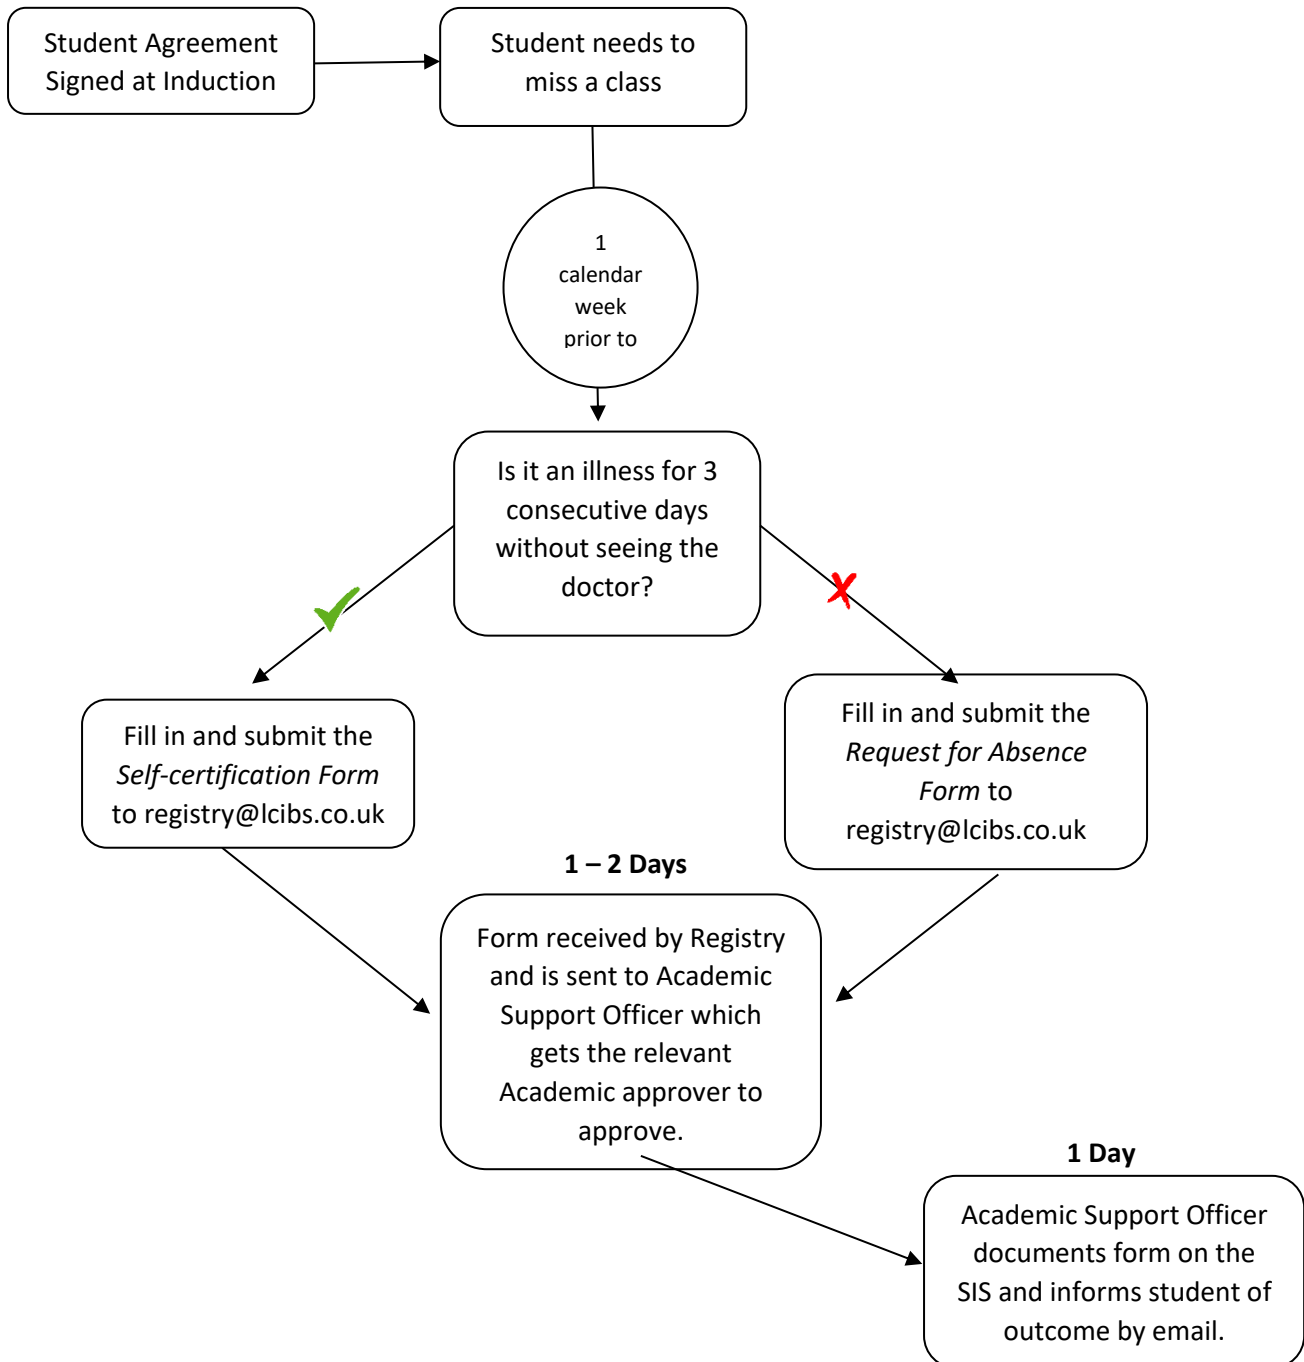 Student Agreement
Signed at Induction
Student needs to
miss a class
1
calendar
week
prior to
Is it an illness for 3
consecutive days
without seeing the
doctor?
Fill in and submit the
Self-certification Form
to registry@lcibs.co.uk
Fill in and submit the
Request for Absence
Form to
registry@lcibs.co.uk
1 – 2 Days
Form received by Registry
and is sent to Academic
Support Officer which
gets the relevant
Academic approver to
approve.
1 Day
Academic Support Officer
documents form on the
SIS and informs student of
outcome by email.